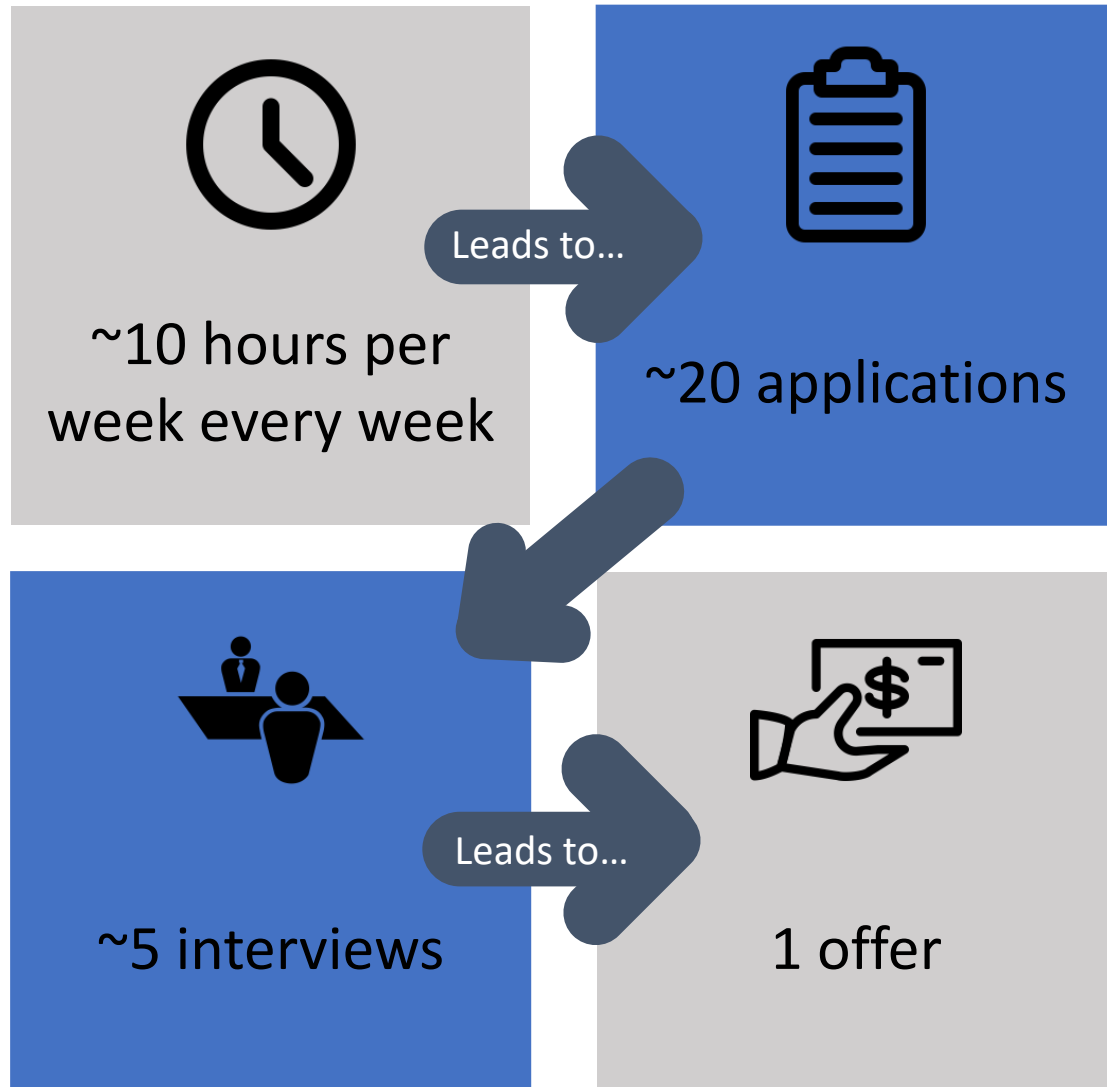 ~10 hours per
week every week
Leads to…
~20 applications
~5 interviews
Leads to…
1 offer